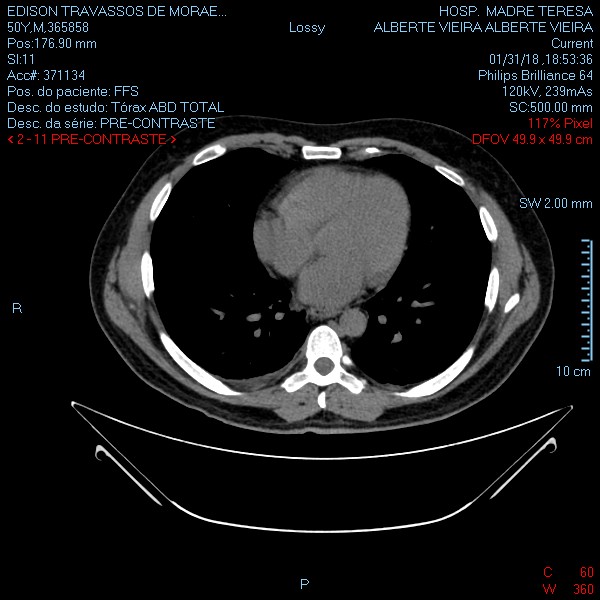 EDISON TRAVASSOS DE MORAE...
50Y,M,365858
Pos:176.90 mm
SI:11
Acc#: 371134
Pos. do paciente: FFS
Desc. do estudo: Tórax ABD TOTAL
Desc. da série: PRE-CONTRASTE
< 2 - 11 PRE-CONTRASTE >
Lossy
HOSP. MADRE TERESA
ALBERTE VIEIRA ALBERTE VIEIRA
Current
01/31/18 ,18:53:36
Philips Brilliance 64
120kV, 239mAs
SC:500.00 mm
117% Pixel
DFOV 49.9 x 49.9 cm
SW 2.00 mm
R
10 cm
P
C 60
W 360